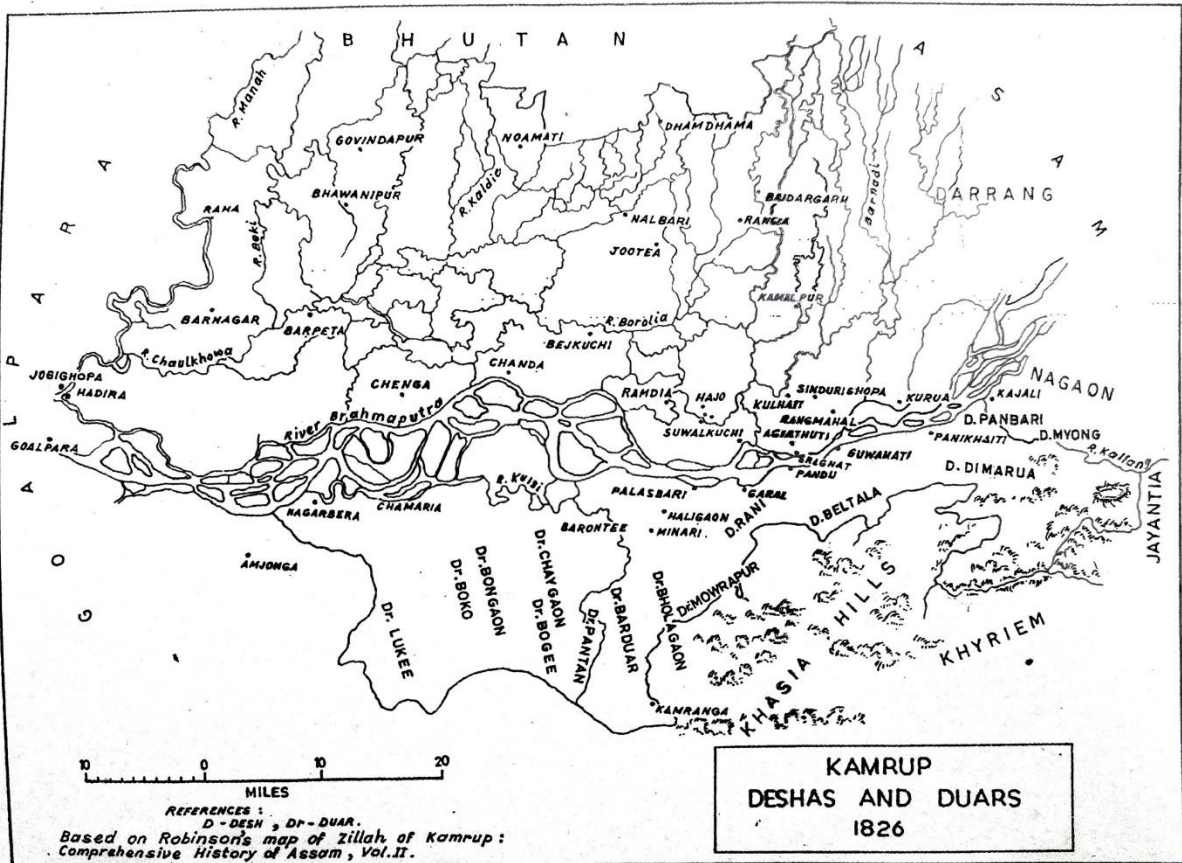 BHUTAN
ASSAM
GOALPARA
R. Manah
GOVINDAPUR
NOAMATI
DHAMDHAMA
BHAWANIPUR
R. Kaldia
BAIDARGARH
Barnadi
DARRANG
RAHA
R. Beki
NALBARI
RANGIA
JOOTEA
KAMALPUR
BARNAGAR
BARPETA
R. Borolia
BEJKUCHI
R. Chaulkhowa
CHANDA
JOGIGHOPA
HADIRA
CHENGA
RAMDIA
HAJO
SINDURIGHOPA
KULHATI
RANGMAHAL
KURUA
KAJALI
NAGAON
River Brahmaputra
D. PANBARI
GOALPARA
SUWALKUCHI
AGIATHUTI
GUWAHATI
PANIKHAITI
D. MYONG
SRAGHAT
PANDU
R. Kallang
D. DIMARUA
R. Kulsi
PALASBARI
GARAL
NAGARBERA
CHAMARIA
HALIGAON
D. RANI
D. BELTALA
BARONTEE
MINARI
JAYANTIA
AMJONGA
Dr. LUKEE
Dr. BOKO
Dr. BONGAON
Dr. CHAYGAON
Dr. BOGEE
Dr. PANTAN
Dr. BARDUAR
Dr. BHOLAGAON
Dr. MOWRAPUR
KHASIA HILLS
KHYRIEM
KAMRANGA
10 0 10 20
MILES
REFERENCES :
D - DESH , Dr - DUAR.
Based on Robinson's map of Zillah of Kamrup :
Comprehensive History of Assam , Vol. II.
KAMRUP
DESHAS AND DUARS
1826